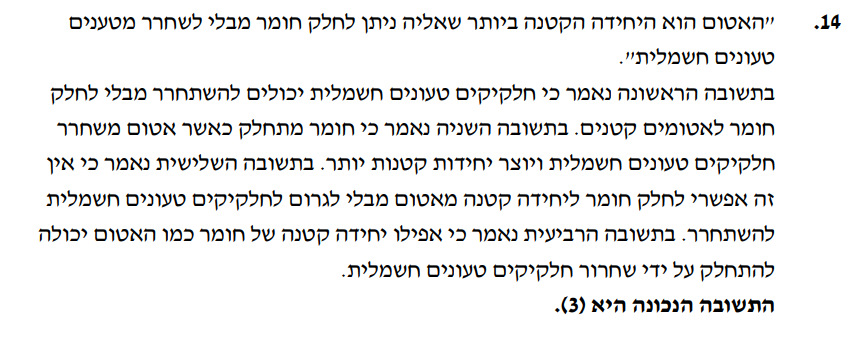 14. "האטום הוא היחידה הקטנה ביותר שאליה ניתן לחלק חומר מבלי לשחרר מטענים
טעונים חשמלית".
בתשובה הראשונה נאמר כי חלקיקים טעונים חשמלית יכולים להשתחרר מבלי לחלק
חומר לאטומים קטנים. בתשובה השניה נאמר כי חומר מתחלק כאשר אטום משחרר
חלקיקים טעונים חשמלית ויוצר יחידות קטנות יותר. בתשובה השלישית נאמר כי אין
זה אפשרי לחלק חומר ליחידה קטנה מאטום מבלי לגרום לחלקיקים טעונים חשמלית
להשתחרר. בתשובה הרביעית נאמר כי אפילו יחידה קטנה של חומר כמו האטום יכולה
להתחלק על ידי שחרור חלקיקים טעונים חשמלית.
התשובה הנכונה היא (3).